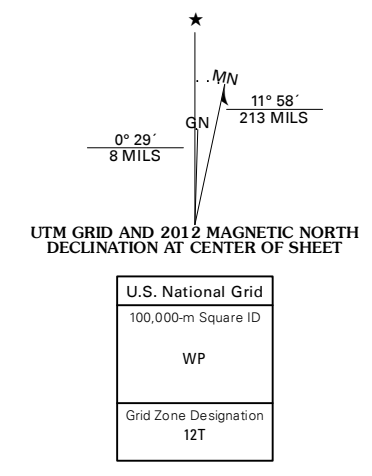 ★
MN
11° 58´
213 MILS
GN
0° 29´
8 MILS
UTM GRID AND 2012 MAGNETIC NORTH
DECLINATION AT CENTER OF SHEET
U.S. National Grid
100,000-m Square ID
WP
Grid Zone Designation
12T